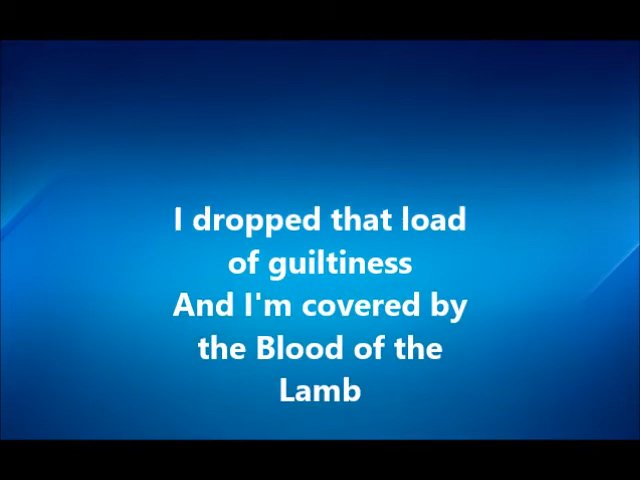 I dropped that load
of guiltiness
And I'm covered by
the Blood of the
Lamb